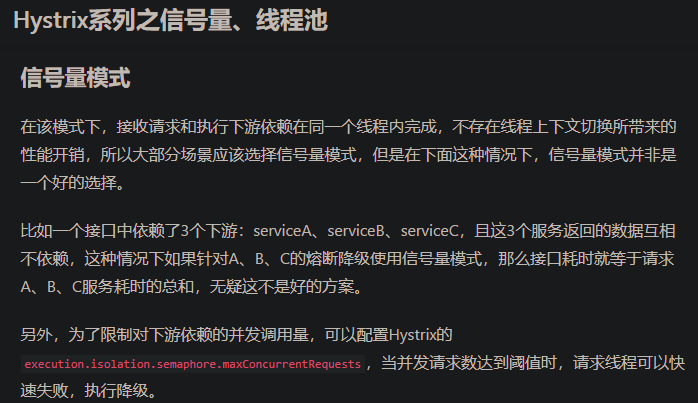 Hystrix系列之信号量、线程池
信号量模式
在该模式下，接收请求和执行下游依赖在同一个线程内完成，不存在线程上下文切换所带来的
性能开销，所以大部分场景应该选择信号量模式，但是在下面这种情况下，信号量模式并非是
一个好的选择。
比如一个接口中依赖了3个下游：serviceA、serviceB、serviceC，且这3个服务返回的数据互相
不依赖，这种情况下如果针对A、B、C的熔断降级使用信号量模式，那么接口耗时就等于请求
A、B、C服务耗时的总和，无疑这不是好的方案。
另外，为了限制对下游依赖的并发调用量，可以配置Hystrix的
execution.isolation.semaphore.maxConcurrentRequests，当并发请求数达到阈值时，请求线程可以快
速失败，执行降级。